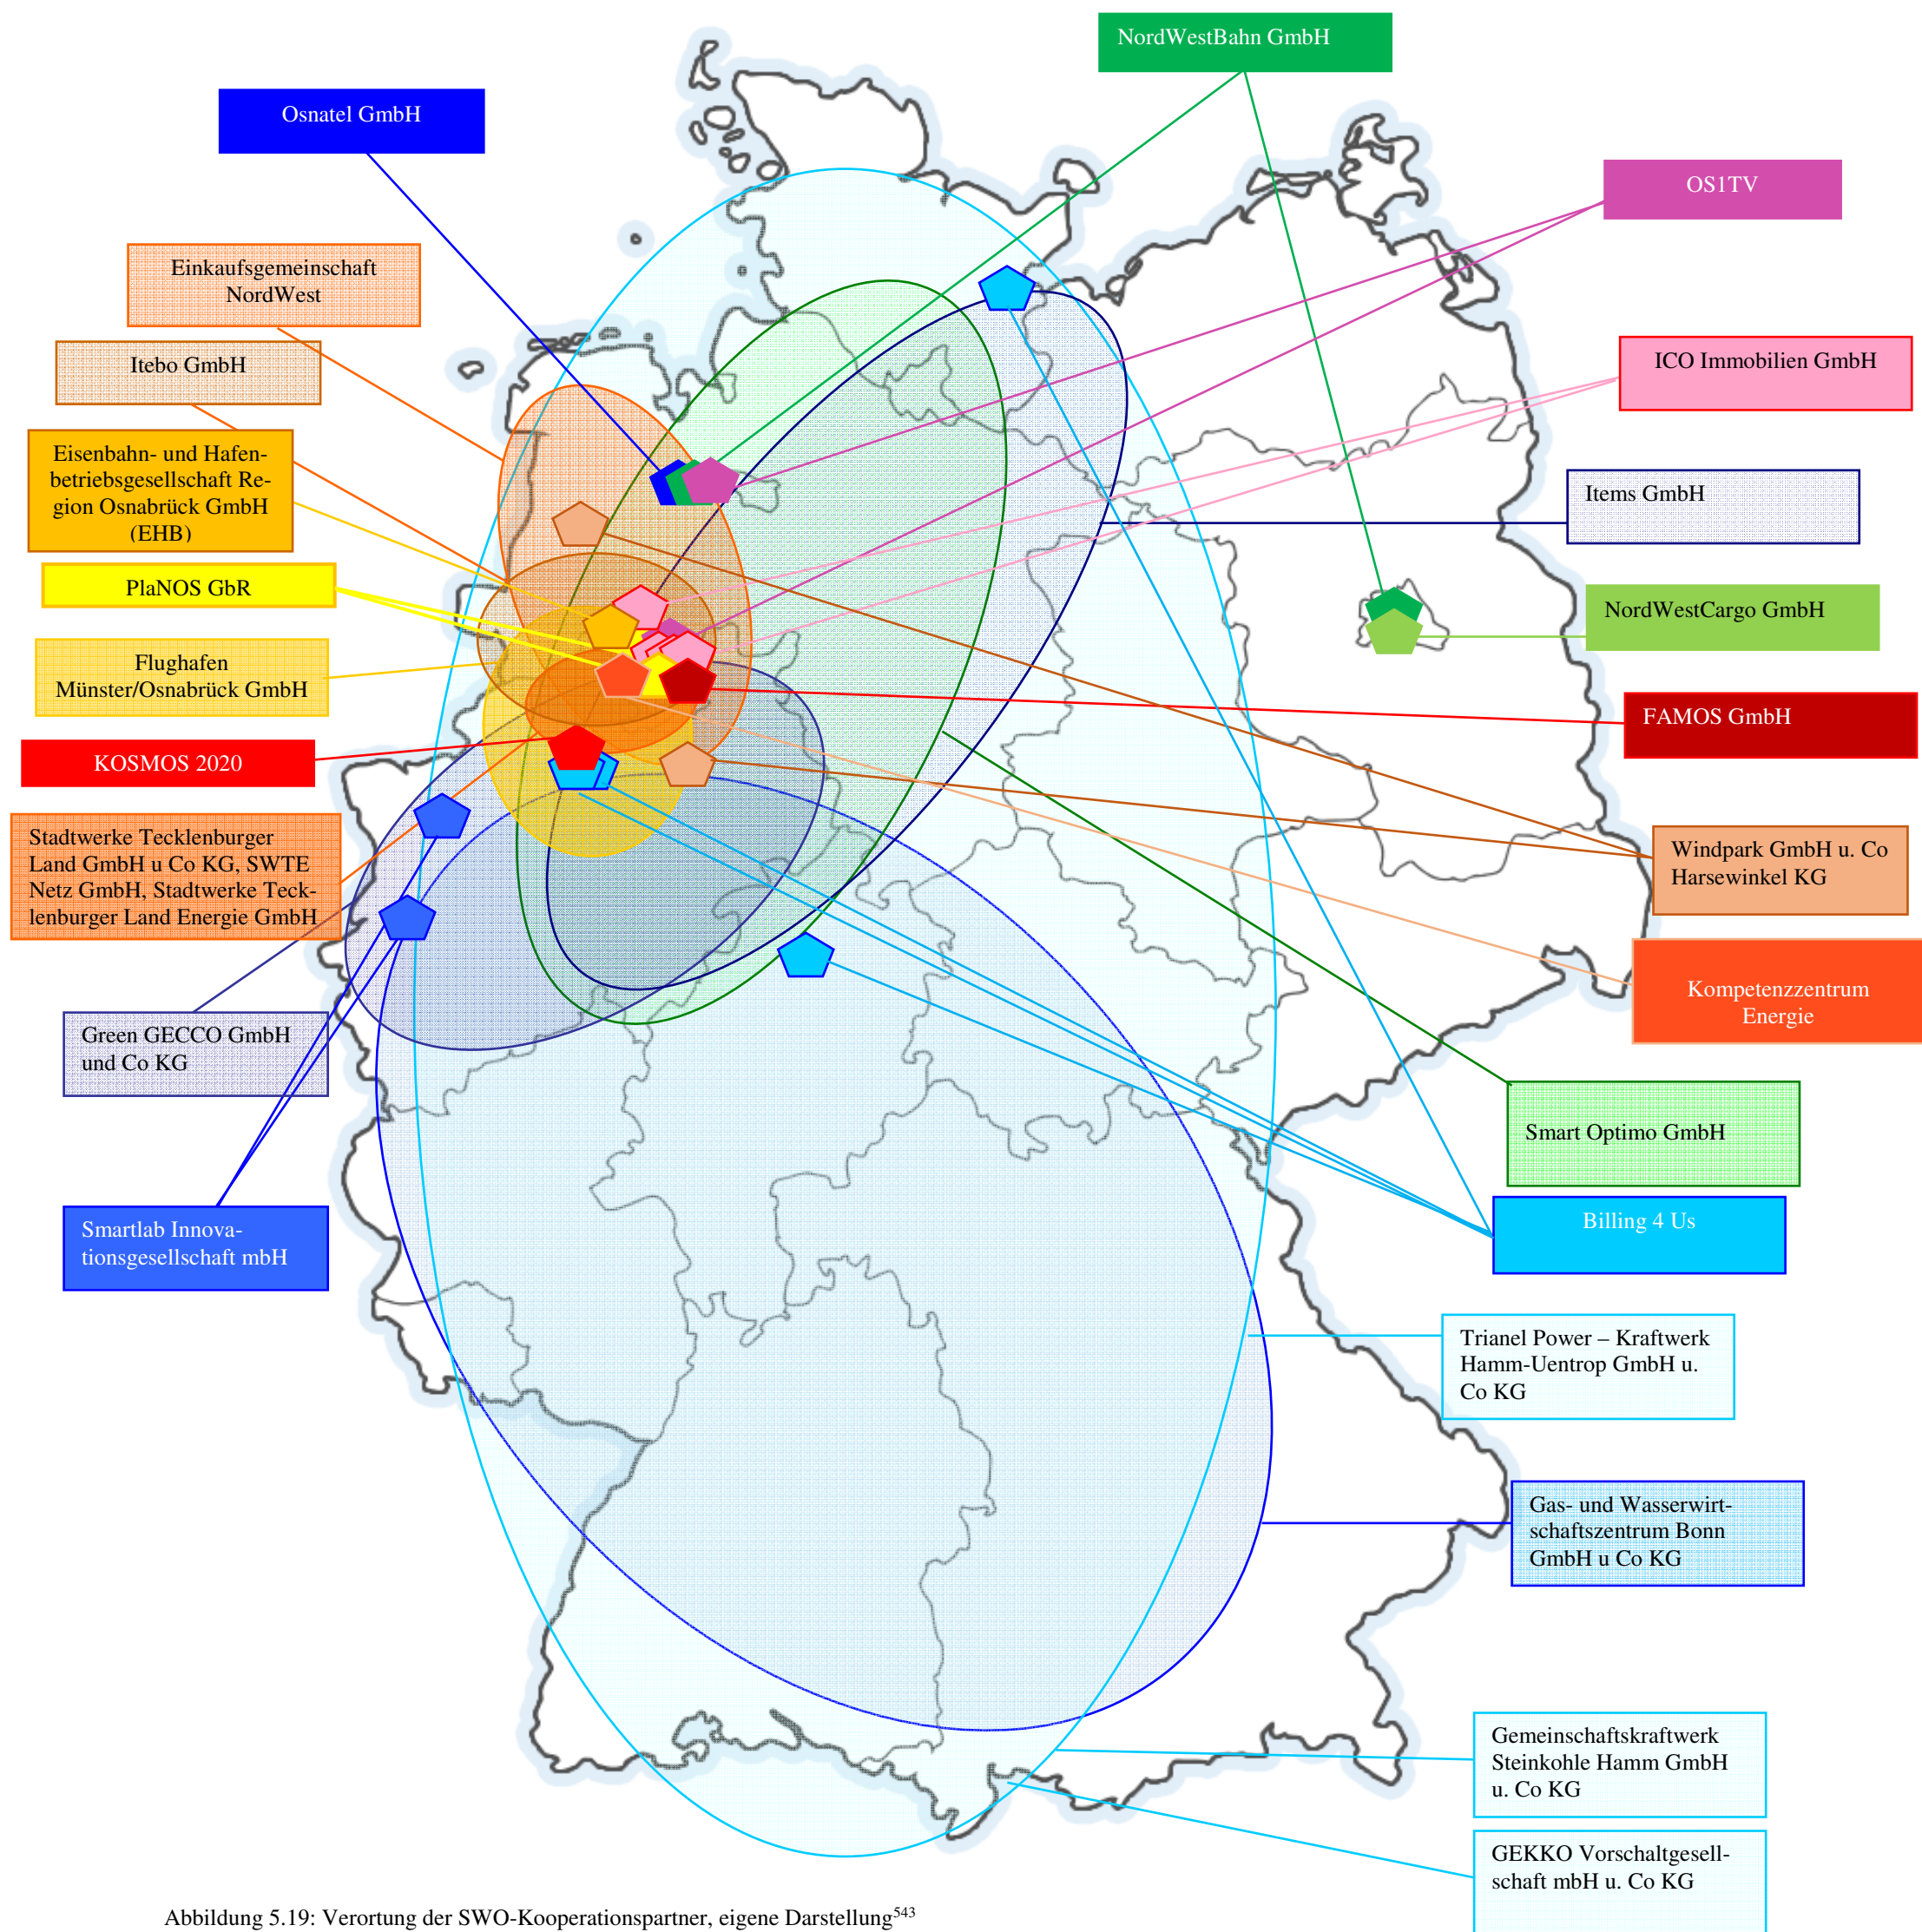 NordWestBahn GmbH
Osnatel GmbH
OS1TV
Einkaufsgemeinschaft
NordWest
Itebo GmbH
ICO Immobilien GmbH
Eisenbahn- und Hafen-
betriebsgesellschaft Re-
gion Osnabrück GmbH
(EHB)
Items GmbH
PlaNOS GbR
NordWestCargo GmbH
Flughafen
Münster/Osnabrück GmbH
FAMOS GmbH
KOSMOS 2020
Stadtwerke Tecklenburger
Land GmbH u Co KG, SWTE
Netz GmbH, Stadtwerke Teck-
lenburger Land Energie GmbH
Windpark GmbH u. Co
Harsewinkel KG
Kompetenzzentrum
Energie
Green GECCO GmbH
und Co KG
Smart Optimo GmbH
Smartlab Innova-
tionsgesellschaft mbH
Billing 4 Us
Trianel Power – Kraftwerk
Hamm-Uentrop GmbH u.
Co KG
Gas- und Wasserwirt-
schaftszentrum Bonn
GmbH u Co KG
Gemeinschaftskraftwerk
Steinkohle Hamm GmbH
u. Co KG
GEKKO Vorschaltgesell-
schaft mbH u. Co KG
Abbildung 5.19: Verortung der SWO-Kooperationspartner, eigene Darstellung543